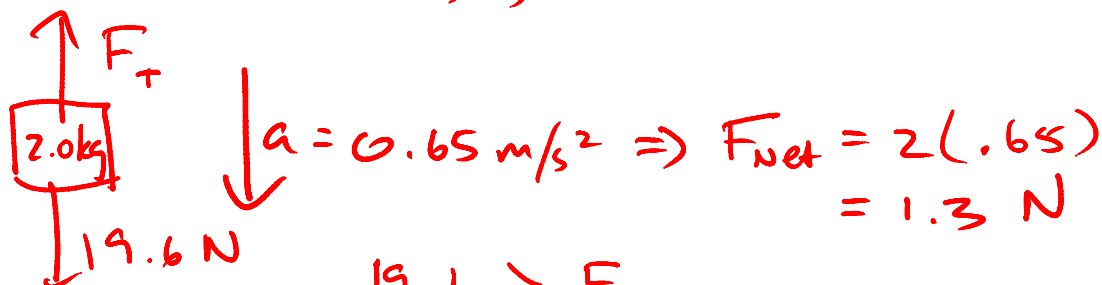 F_T
2.0kg
a = 0.65 m/s² ⇒ F_Net = 2(.65)
= 1.3 N
19.6 N